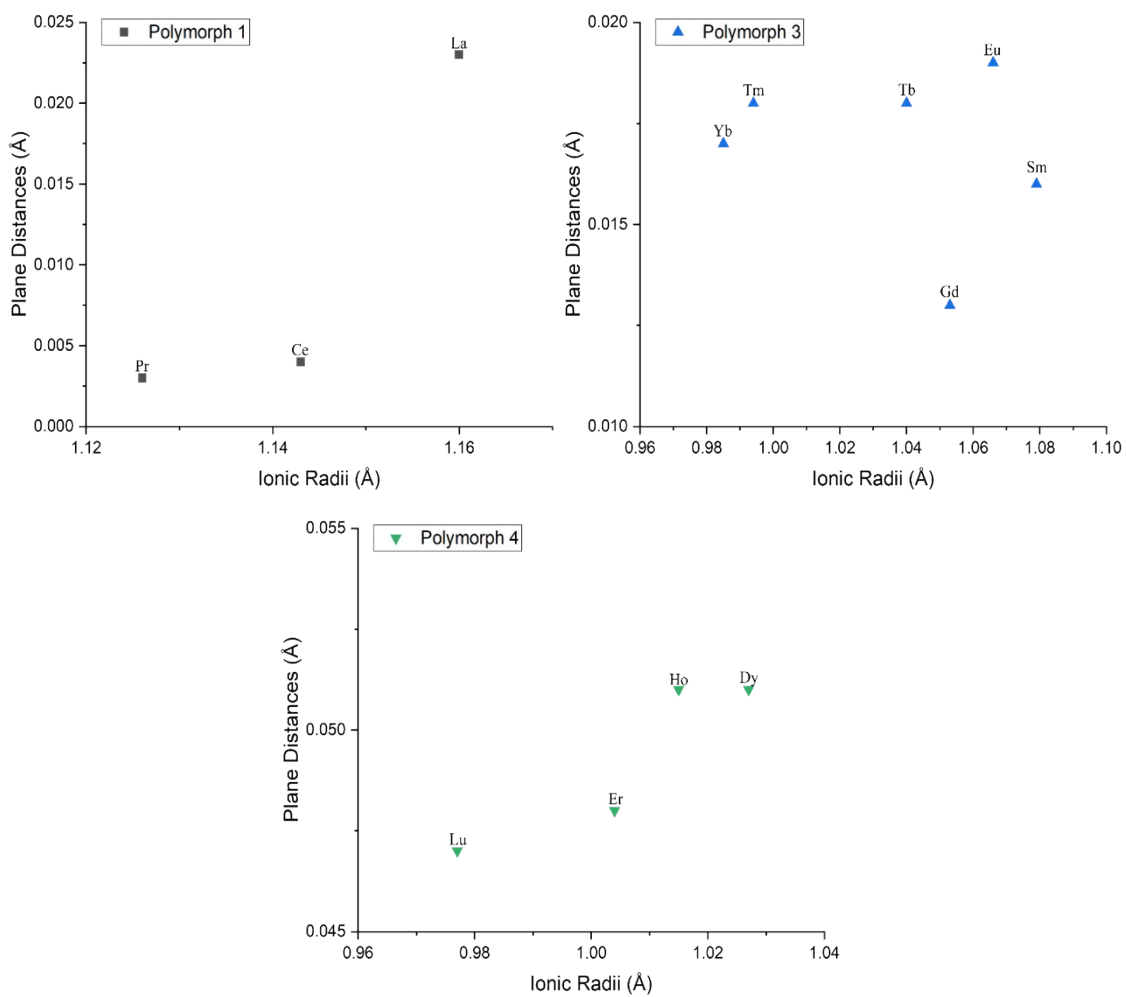 Polymorph 1
Plane Distances (Å)
0.025
0.020
0.015
0.010
0.005
0.000
La
Ce
Pr
1.12
1.14
1.16
Ionic Radii (Å)
Polymorph 3
Plane Distances (Å)
0.020
0.015
0.010
Eu
Tm
Tb
Yb
Sm
Gd
0.96
0.98
1.00
1.02
1.04
1.06
1.08
1.10
Ionic Radii (Å)
Polymorph 4
Plane Distances (Å)
0.055
0.050
0.045
Ho
Dy
Er
Lu
0.96
0.98
1.00
1.02
1.04
Ionic Radii (Å)